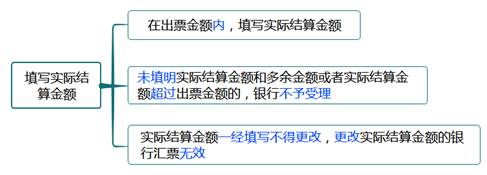 在出票金额内，填写实际结算金额
填写实际结
算金额
未填明实际结算金额和多余金额或者实际结算金
额超过出票金额的，银行不予受理
实际结算金额一经填写不得更改，更改实际结算金额的银
行汇票无效